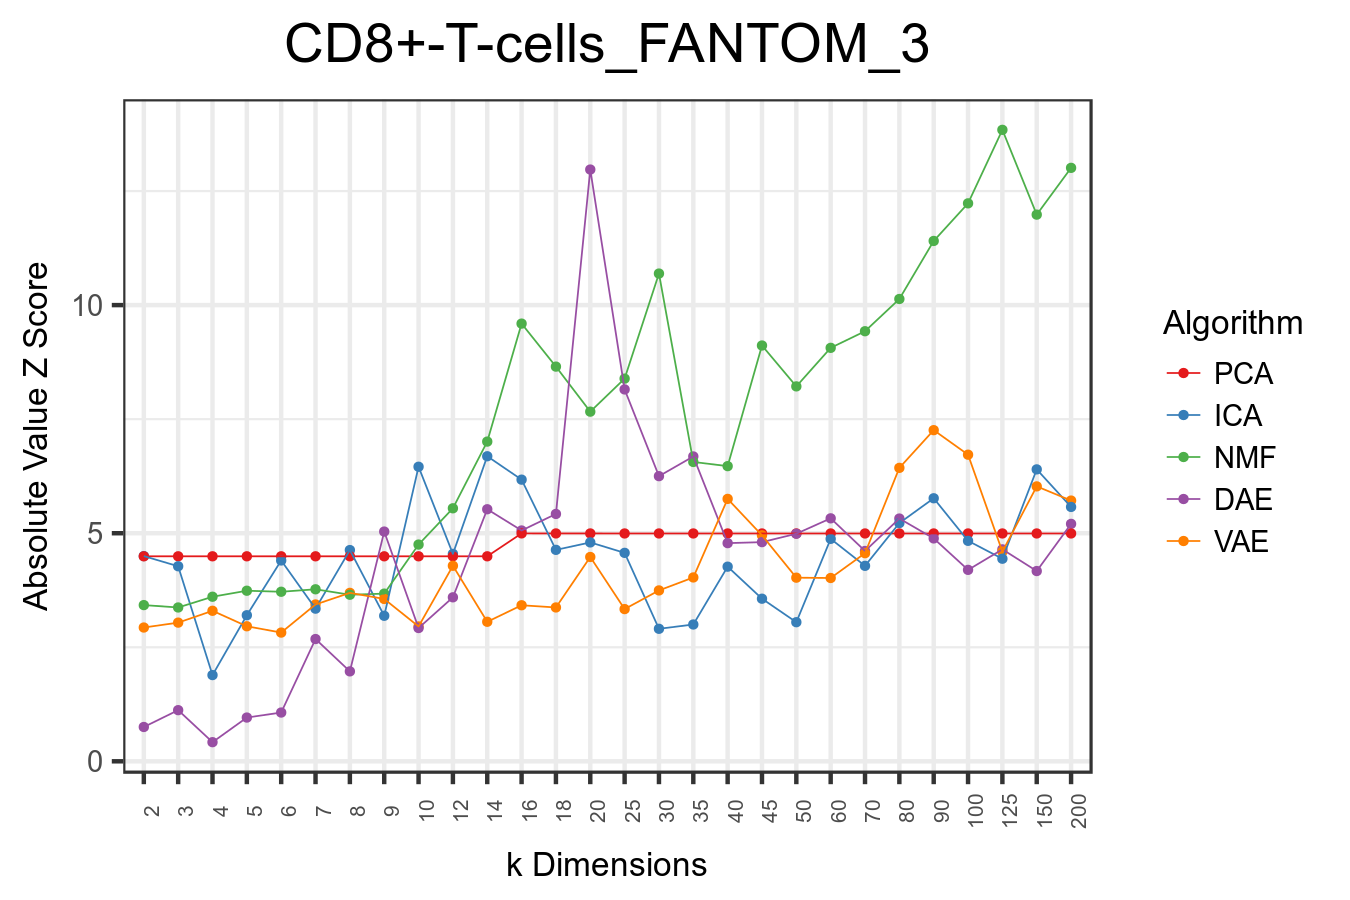 CD8+-T-cells_FANTOM_3
Absolute Value Z Score
10
5
0
2 3 4 5 6 7 8 9 10 12 14 16 18 20 25 30 35 40 45 50 60 70 80 90 100 125 150 200
k Dimensions
Algorithm
PCA
ICA
NMF
DAE
VAE